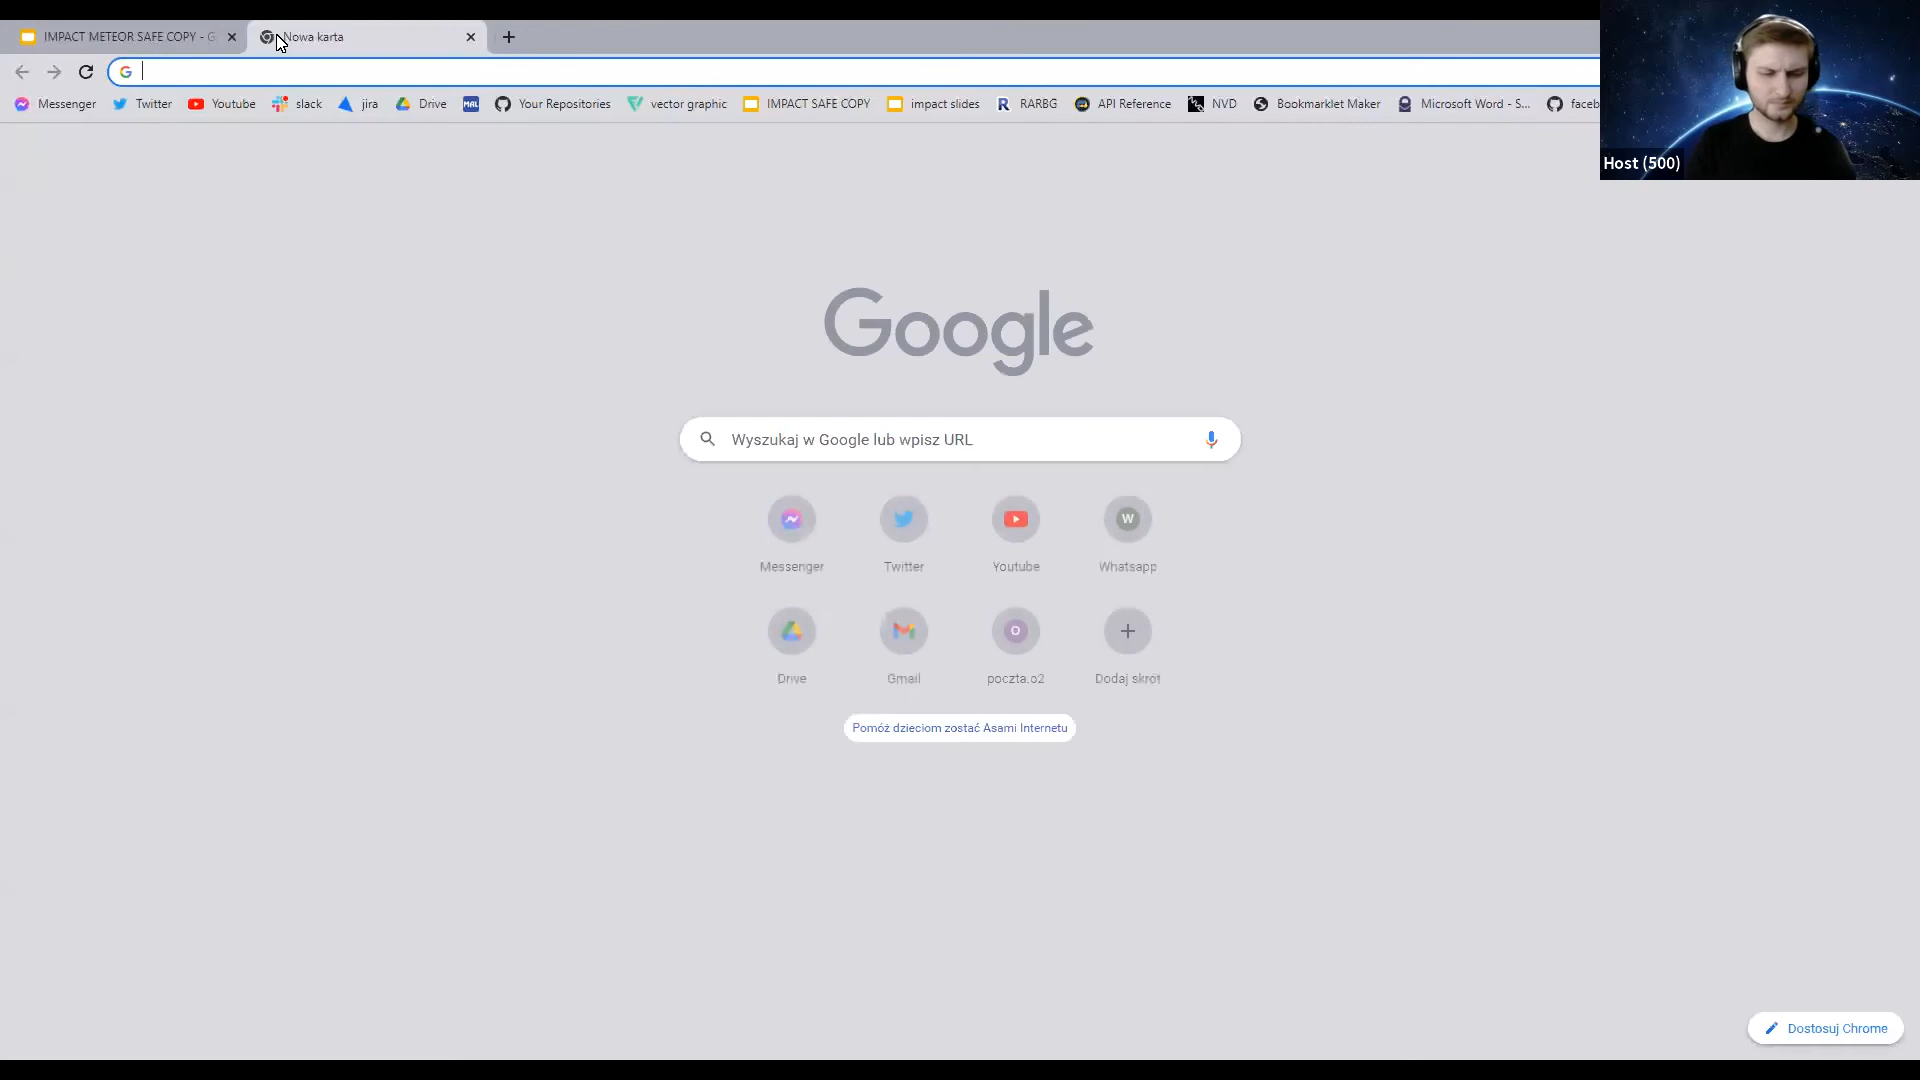 IMPACT METEOR SAFE COPY - G
Nowa karta
Messenger
Twitter
Youtube
slack
jira
Drive
MAL
Your Repositories
vector graphic
IMPACT SAFE COPY
impact slides
RARBG
API Reference
NVD
Bookmarklet Maker
Microsoft Word - S...
faceb
Host (500)
Google
Wyszukaj w Google lub wpisz URL
Messenger
Twitter
Youtube
W
Whatsapp
Drive
Gmail
O
poczta.o2
Dodaj skrót
Pomóż dzieciom zostać Asami Internetu
Dostosuj Chrome